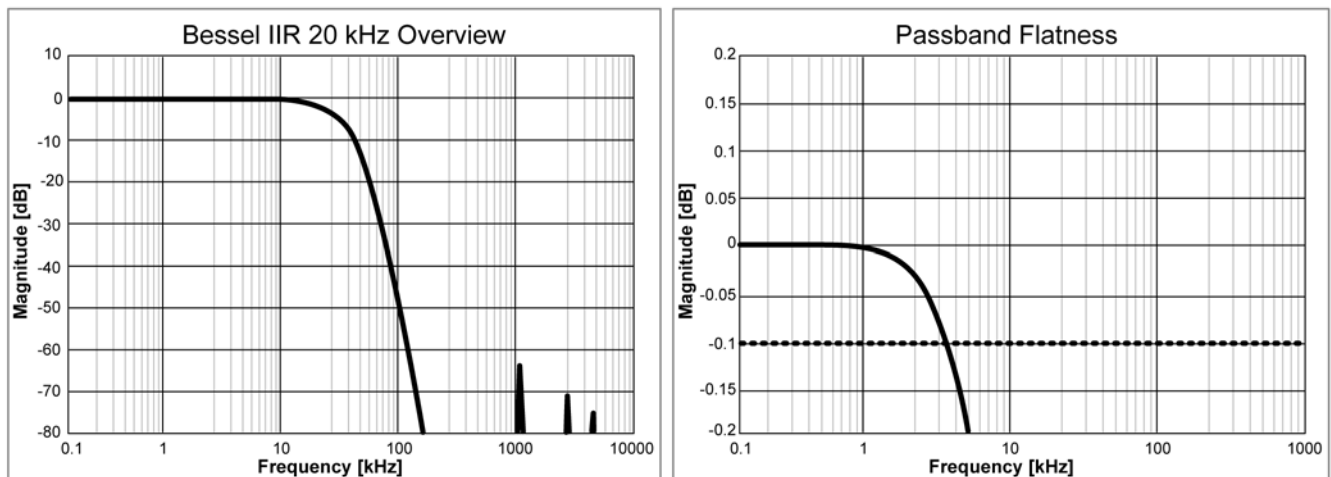 Bessel IIR 20 kHz Overview
10
0
-10
-20
-30
-40
-50
-60
-70
-80
Magnitude [dB]
0.1 1 10 100 1000 10000
Frequency [kHz]
Passband Flatness
0.2
0.15
0.1
0.05
0
-0.05
-0.1
-0.15
-0.2
Magnitude [dB]
0.1 1 10 100 1000
Frequency [kHz]